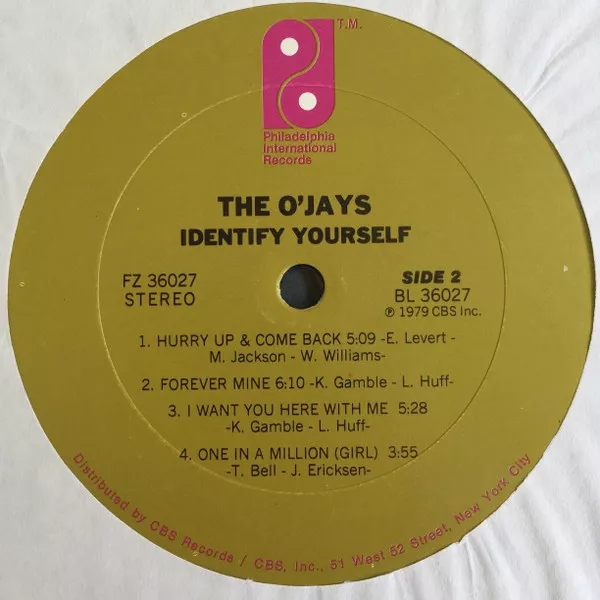 T.M.
Philadelphia
International
Records
THE O'JAYS
IDENTIFY YOURSELF
FZ 36027
STEREO
SIDE 2
BL 36027
℗ 1979 CBS Inc.
1. HURRY UP & COME BACK 5:09 -E. Levert -
M. Jackson - W. Williams-
2. FOREVER MINE 6:10 -K. Gamble - L. Huff-
3. I WANT YOU HERE WITH ME 5:28
-K. Gamble - L. Huff-
4. ONE IN A MILLION (GIRL) 3:55
-T. Bell - J. Ericksen-
Distributed by CBS Records / CBS, Inc., 51 West 52 Street, New York City